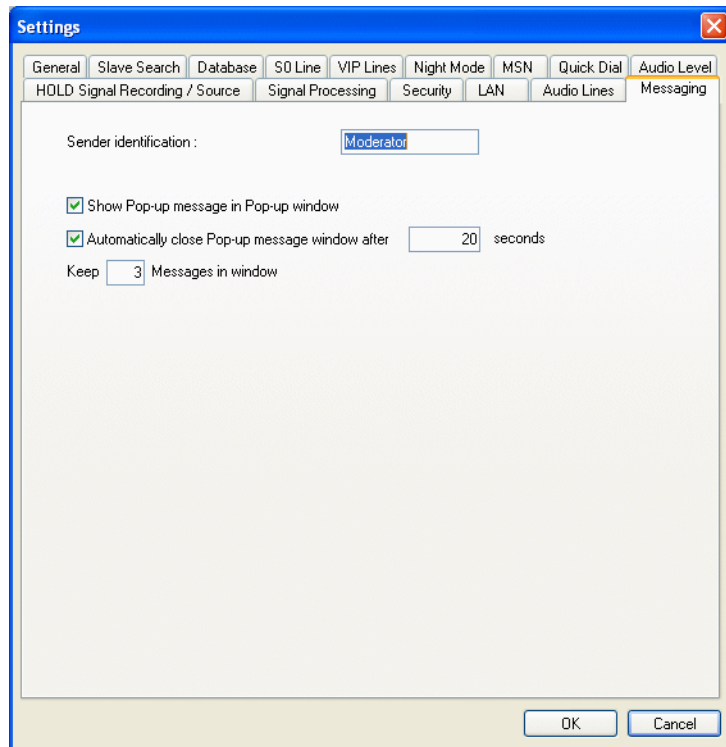 Settings
General Slave Search Database S0 Line VIP Lines Night Mode MSN Quick Dial Audio Level
HOLD Signal Recording / Source Signal Processing Security LAN Audio Lines Messaging
Sender identification : Moderator
Show Pop-up message in Pop-up window
Automatically close Pop-up message window after 20 seconds
Keep 3 Messages in window
OK Cancel